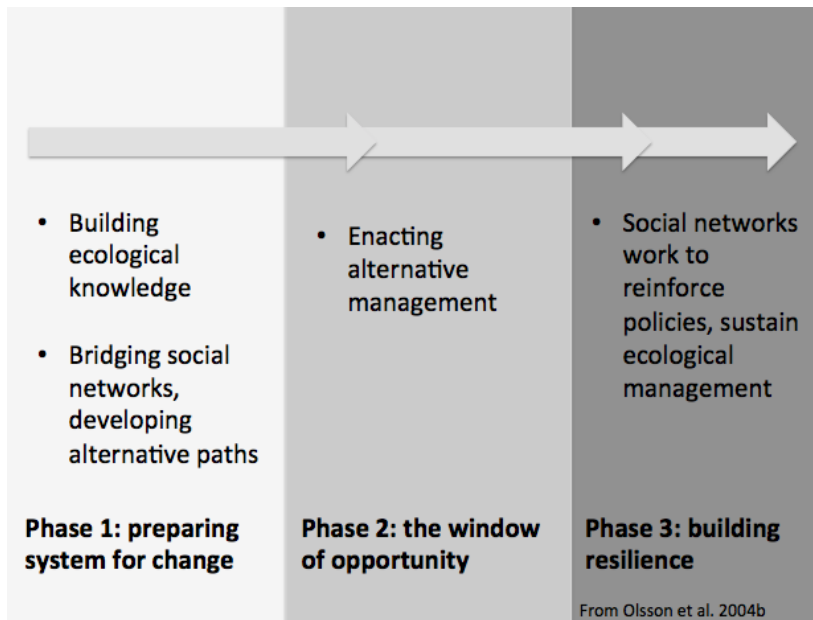 • Building
ecological
knowledge
• Bridging social
networks,
developing
alternative paths
Phase 1: preparing
system for change
• Enacting
alternative
management
Phase 2: the window
of opportunity
• Social networks
work to
reinforce
policies, sustain
ecological
management
Phase 3: building
resilience
From Olsson et al. 2004b